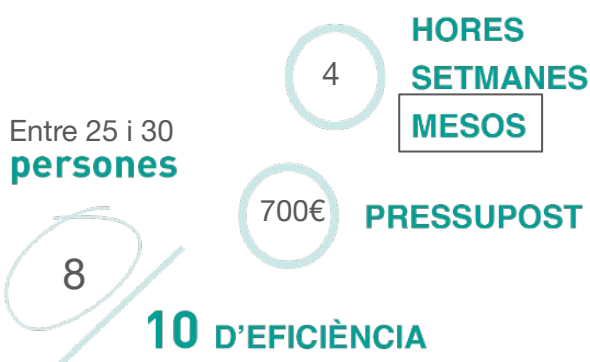 4
HORES
SETMANES
MESOS
Entre 25 i 30
persones
700€
PRESSUPOST
8
10 D'EFICIÈNCIA